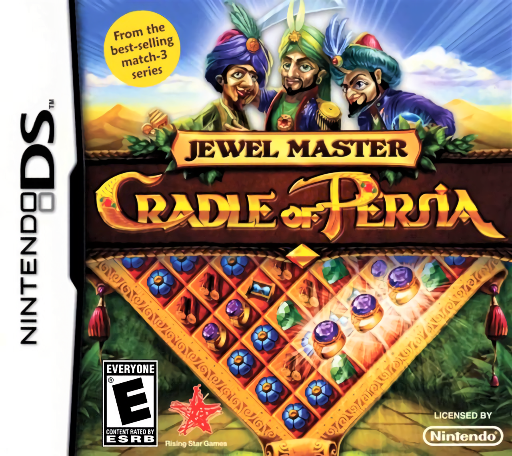 From the
best-selling
match-3
series
NINTENDO DS™
JEWEL MASTER
CRADLE OF PERSIA
EVERYONE
E
®
CONTENT RATED BY
ESRB
Rising Star Games
LICENSED BY
Nintendo